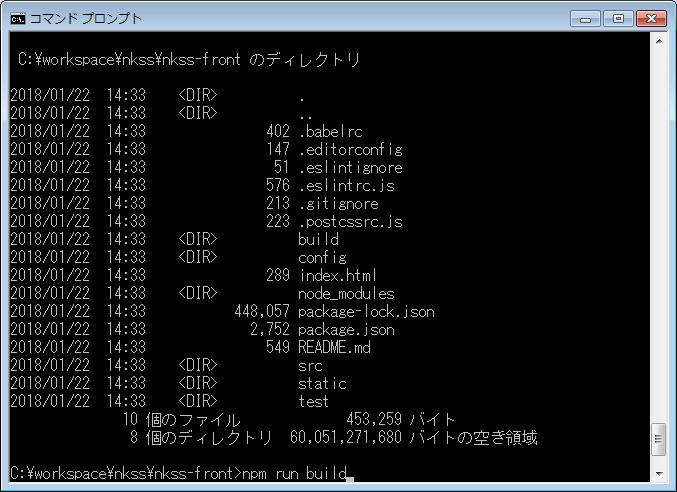 コマンド プロンプト
C:¥workspace¥nkss¥nkss-front のディレクトリ
2018/01/22  14:33    <DIR>          .
2018/01/22  14:33    <DIR>          ..
2018/01/22  14:33               402 .babelrc
2018/01/22  14:33               147 .editorconfig
2018/01/22  14:33                51 .eslintignore
2018/01/22  14:33               576 .eslintrc.js
2018/01/22  14:33               213 .gitignore
2018/01/22  14:33               223 .postcssrc.js
2018/01/22  14:33    <DIR>          build
2018/01/22  14:33    <DIR>          config
2018/01/22  14:33               289 index.html
2018/01/22  14:33    <DIR>          node_modules
2018/01/22  14:33           448,057 package-lock.json
2018/01/22  14:33             2,752 package.json
2018/01/22  14:33               549 README.md
2018/01/22  14:33    <DIR>          src
2018/01/22  14:33    <DIR>          static
2018/01/22  14:33    <DIR>          test
10 個のファイル             453,259 バイト
8 個のディレクトリ  60,051,271,680 バイトの空き領域
C:¥workspace¥nkss¥nkss-front>npm run build